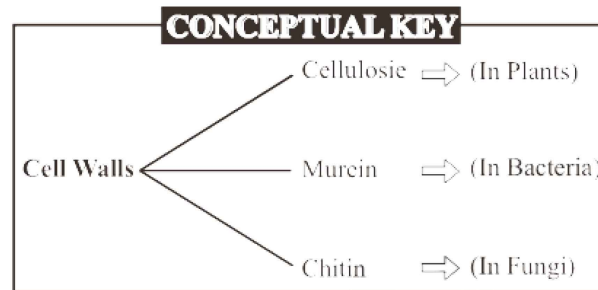 CONCEPTUAL KEY
Cellulosie ⇨ (In Plants)
Cell Walls Murein ⇨ (In Bacteria)
Chitin ⇨ (In Fungi)